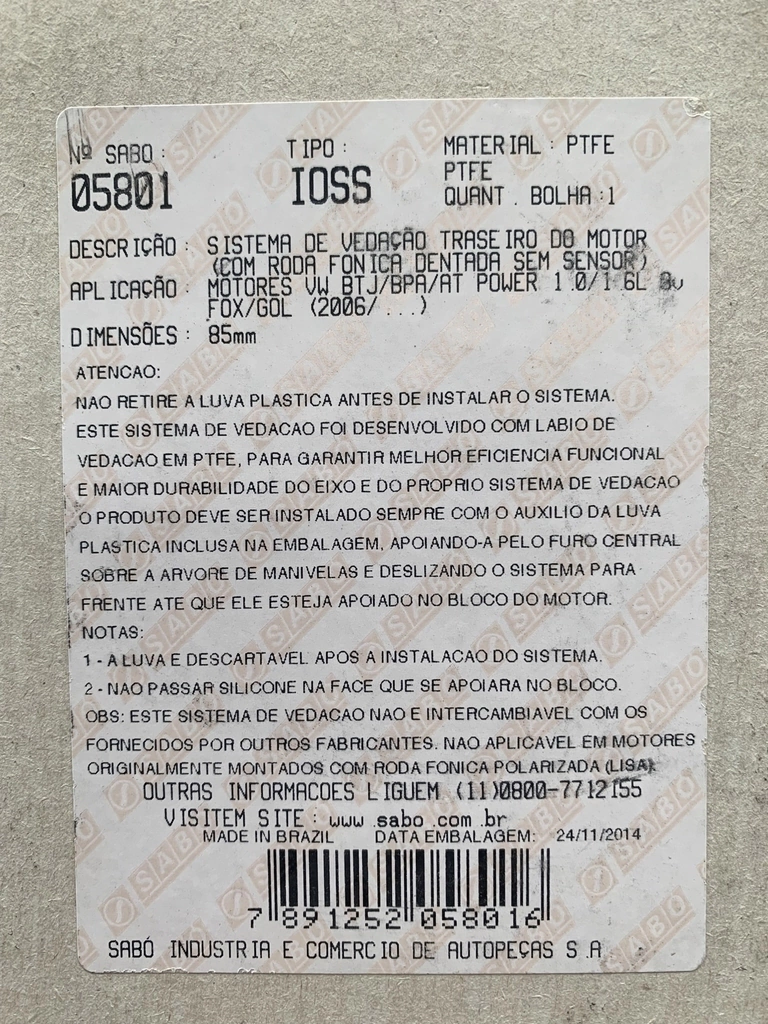 Nº SABO: TIPO: MATERIAL: PTFE
05801 IOSS PTFE
QUANT. BOLHA:1
DESCRIÇÃO: SISTEMA DE VEDAÇÃO TRASEIRO DO MOTOR
(COM RODA FONICA DENTADA SEM SENSOR)
APLICAÇÃO: MOTORES VW BTJ/BPA/AT POWER 1.0/1.6L 8v
FOX/GOL (2006/...)
DIMENSÕES: 85mm
ATENCAO:
NAO RETIRE A LUVA PLASTICA ANTES DE INSTALAR O SISTEMA.
ESTE SISTEMA DE VEDACAO FOI DESENVOLVIDO COM LABIO DE
VEDACAO EM PTFE, PARA GARANTIR MELHOR EFICIENCIA FUNCIONAL
E MAIOR DURABILIDADE DO EIXO E DO PROPRIO SISTEMA DE VEDACAO
O PRODUTO DEVE SER INSTALADO SEMPRE COM O AUXILIO DA LUVA
PLASTICA INCLUSA NA EMBALAGEM, APOIANDO-A PELO FURO CENTRAL
SOBRE A ARVORE DE MANIVELAS E DESLIZANDO O SISTEMA PARA
FRENTE ATE QUE ELE ESTEJA APOIADO NO BLOCO DO MOTOR.
NOTAS:
1 - A LUVA E DESCARTAVEL APOS A INSTALACAO DO SISTEMA.
2 - NAO PASSAR SILICONE NA FACE QUE SE APOIARA NO BLOCO.
OBS: ESTE SISTEMA DE VEDACAO NAO E INTERCAMBIAVEL COM OS
FORNECIDOS POR OUTROS FABRICANTES. NAO APLICAVEL EM MOTORES
ORIGINALMENTE MONTADOS COM RODA FONICA POLARIZADA (LISA).
OUTRAS INFORMACOES LIGUEM (11)0800-7712155
VISITEM SITE: www.sabo.com.br
MADE IN BRAZIL DATA EMBALAGEM: 24/11/2014
7 891252 058016
SABÓ INDUSTRIA E COMERCIO DE AUTOPEÇAS S.A